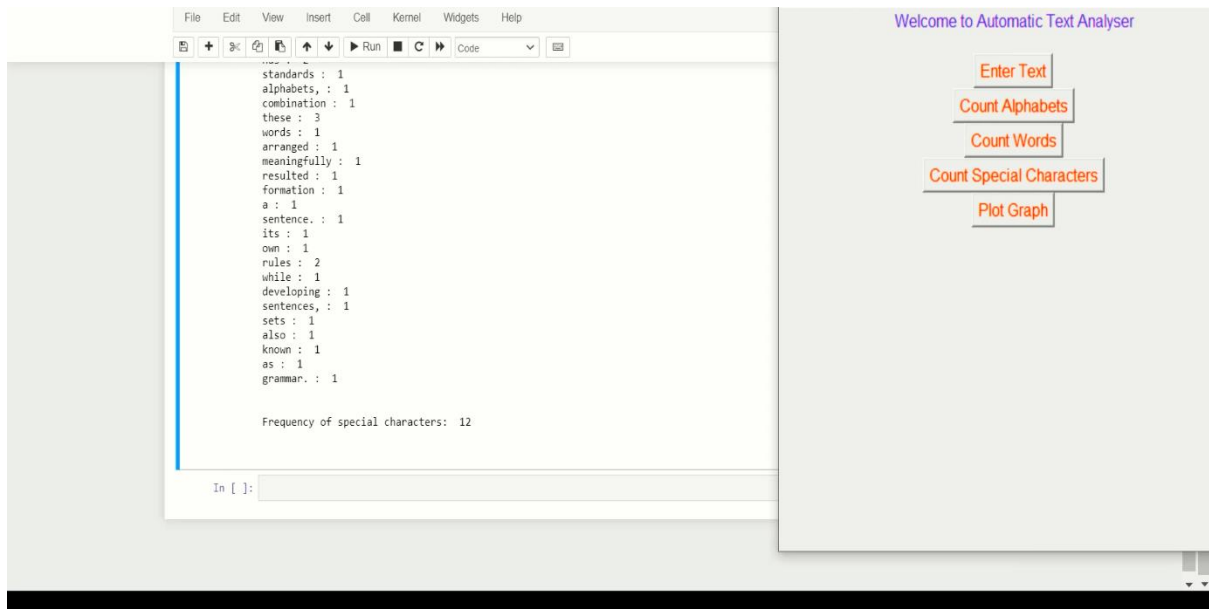 File Edit View Insert Cell Kernel Widgets Help
Run Code
standards : 1
alphabets, : 1
combination : 1
these : 3
words : 1
arranged : 1
meaningfully : 1
resulted : 1
formation : 1
a : 1
sentence. : 1
its : 1
own : 1
rules : 2
while : 1
developing : 1
sentences, : 1
sets : 1
also : 1
known : 1
as : 1
grammar. : 1
Frequency of special characters: 12
In [ ]:
Welcome to Automatic Text Analyser
Enter Text
Count Alphabets
Count Words
Count Special Characters
Plot Graph